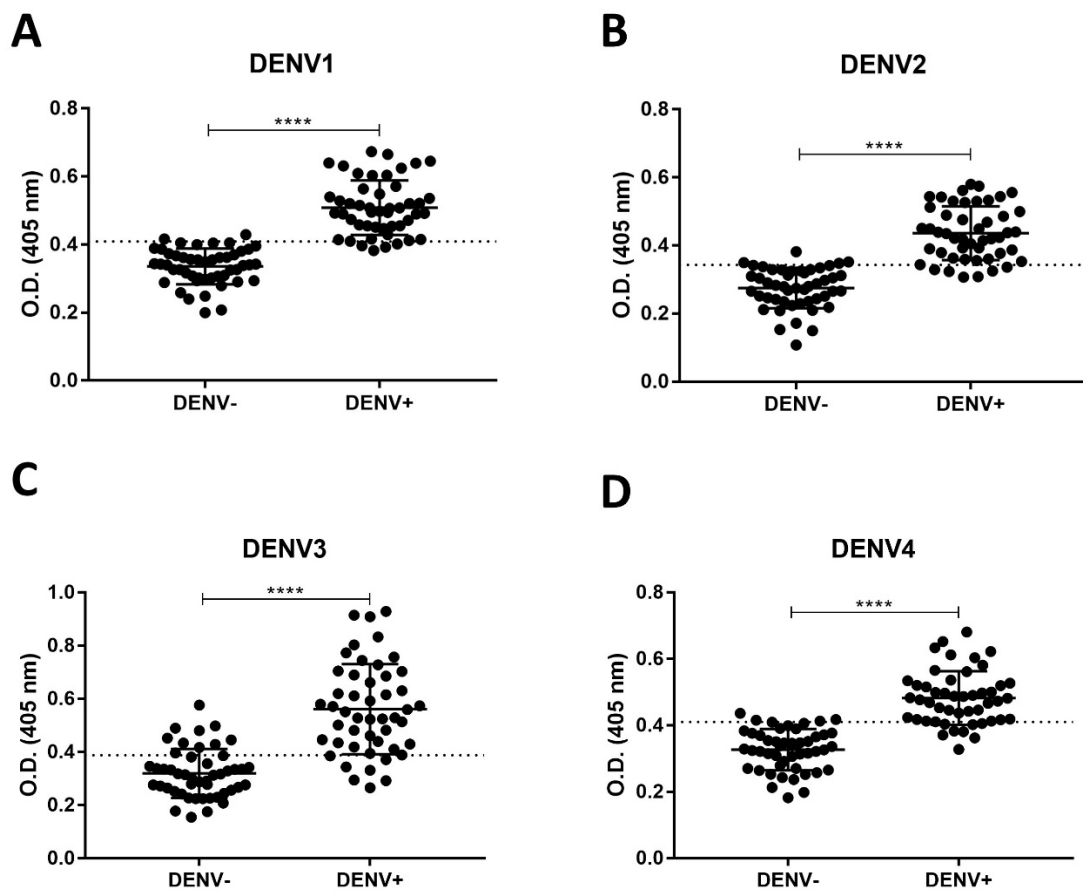 A
DENV1
O.D. (405 nm)
0.8
0.6
0.4
0.2
0.0
****
DENV-
DENV+
B
DENV2
O.D. (405 nm)
0.8
0.6
0.4
0.2
0.0
****
DENV-
DENV+
C
DENV3
O.D. (405 nm)
1.0
0.8
0.6
0.4
0.2
0.0
****
DENV-
DENV+
D
DENV4
O.D. (405 nm)
0.8
0.6
0.4
0.2
0.0
****
DENV-
DENV+